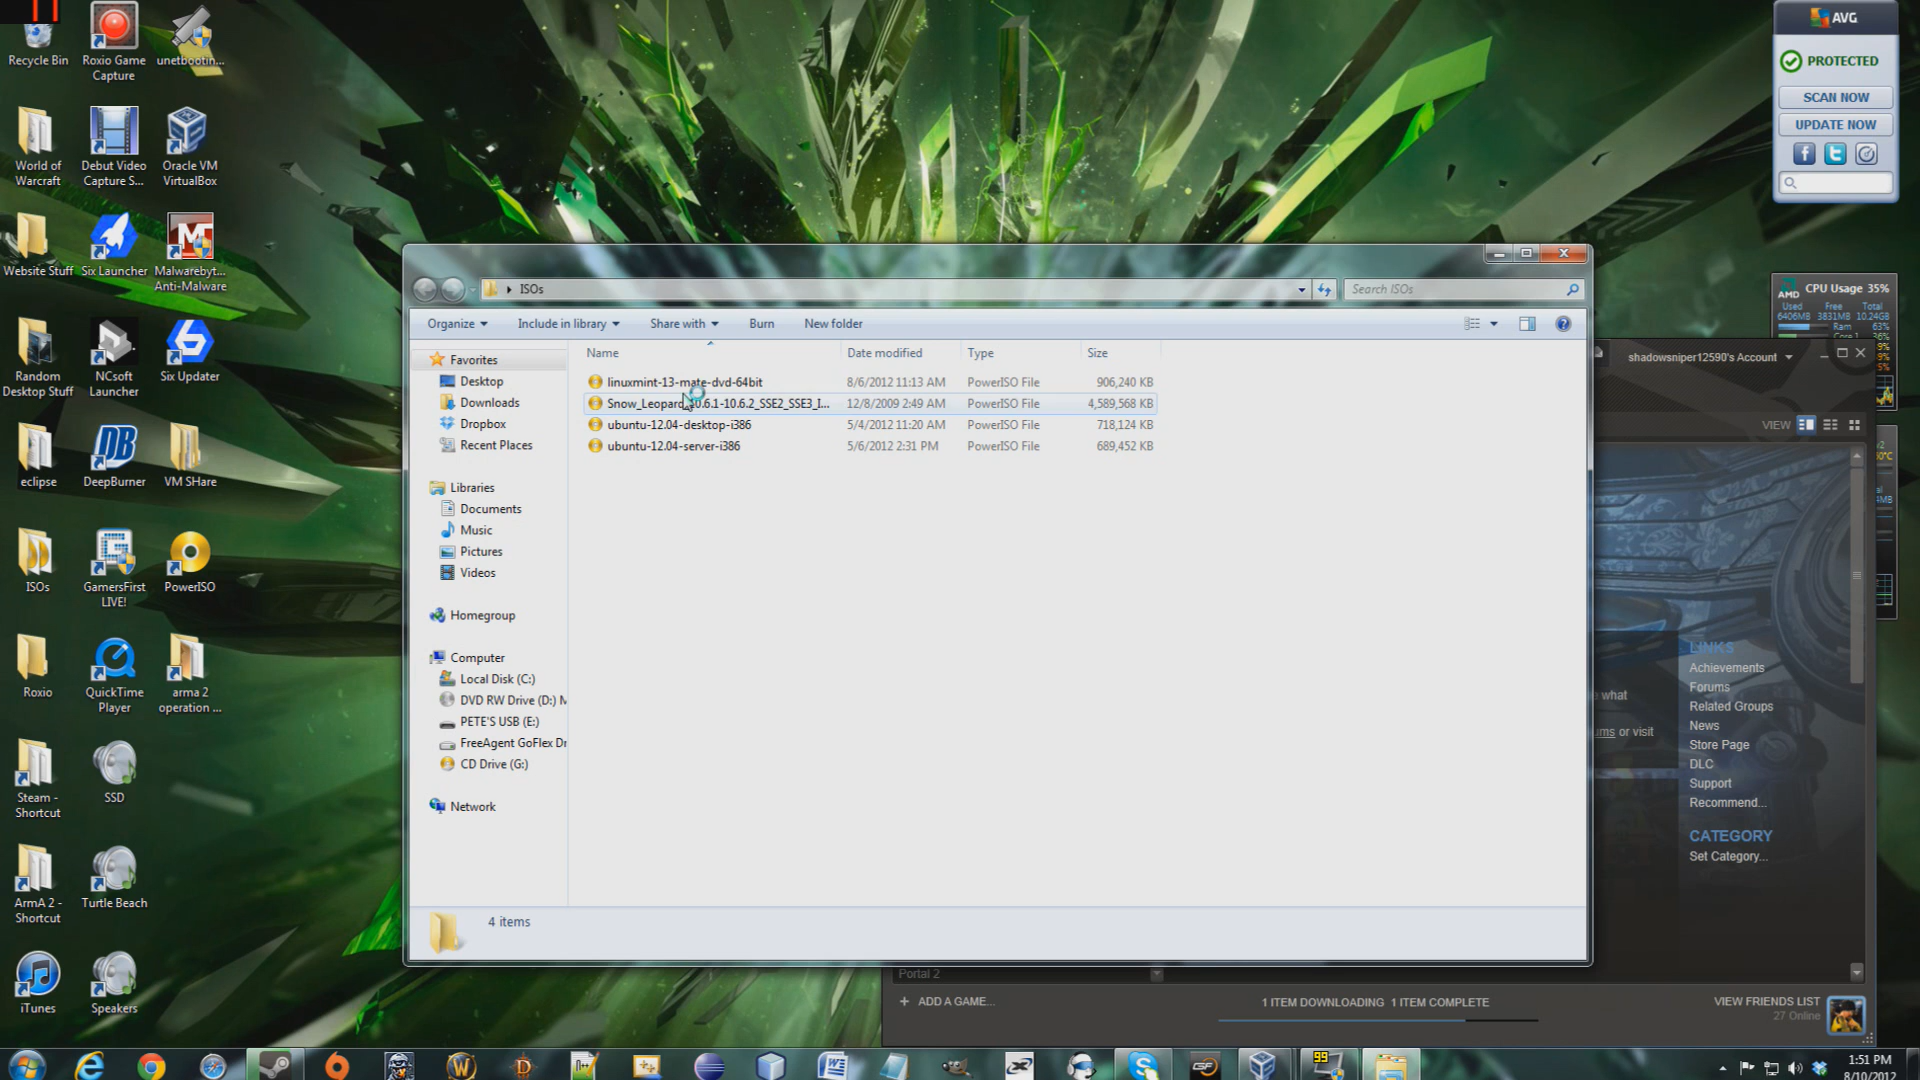 Recycle Bin
Roxio Game
Capture
unetbootin...
World of
Warcraft
Debut Video
Capture S...
Oracle VM
VirtualBox
Website Stuff
Six Launcher
Malwarebyt...
Anti-Malware
Random
Desktop Stuff
NCsoft
Launcher
Six Updater
eclipse
DeepBurner
VM SHare
ISOs
GamersFirst
LIVE!
PowerISO
Roxio
QuickTime
Player
arma 2
operation ...
Steam -
Shortcut
SSD
ArmA 2 -
Shortcut
Turtle Beach
iTunes
Speakers
ISOs
Search ISOs
Organize
Include in library
Share with
Burn
New folder
Favorites
Desktop
Downloads
Dropbox
Recent Places
Libraries
Documents
Music
Pictures
Videos
Homegroup
Computer
Local Disk (C:)
DVD RW Drive (D:) M
PETE'S USB (E:)
FreeAgent GoFlex Dr
CD Drive (G:)
Network
Name Date modified Type Size
linuxmint-13-mate-dvd-64bit 8/6/2012 11:13 AM PowerISO File 906,240 KB
Snow_Leopard_10.6.1-10.6.2_SSE2_SSE3_I... 12/8/2009 2:49 AM PowerISO File 4,589,568 KB
ubuntu-12.04-desktop-i386 5/4/2012 11:20 AM PowerISO File 718,124 KB
ubuntu-12.04-server-i386 5/6/2012 2:31 PM PowerISO File 689,452 KB
4 items
AVG
PROTECTED
SCAN NOW
UPDATE NOW
AMD
CPU Usage 35%
Used Free Total
6406MB 3831MB 10.24GB
Ram 63%
shadowsniper12590's Account
VIEW
what
ums or visit
LINKS
Achievements
Forums
Related Groups
News
Store Page
DLC
Support
Recommend...
CATEGORY
Set Category...
Portal 2
+ ADD A GAME...
1 ITEM DOWNLOADING 1 ITEM COMPLETE
VIEW FRIENDS LIST
27 Online
99
1:51 PM
8/10/2012